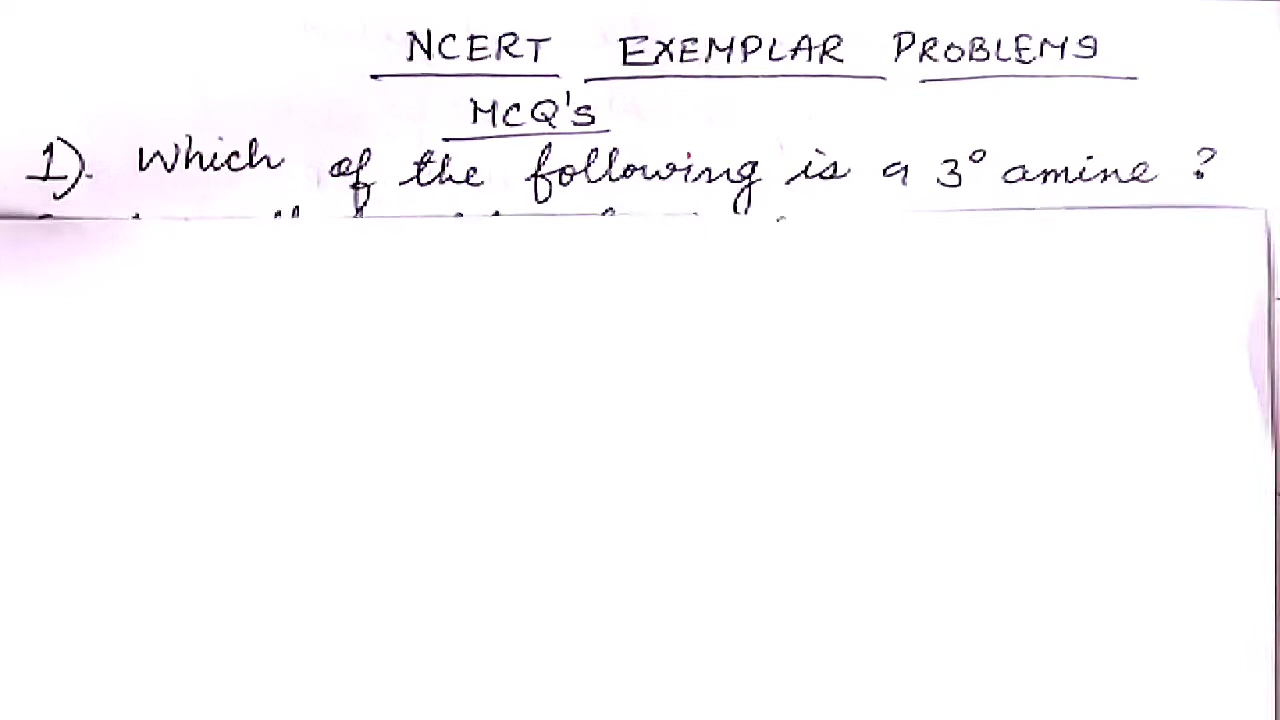 NCERT EXEMPLAR PROBLEMS
MCQ's
1). Which of the following is a 3° amine ?